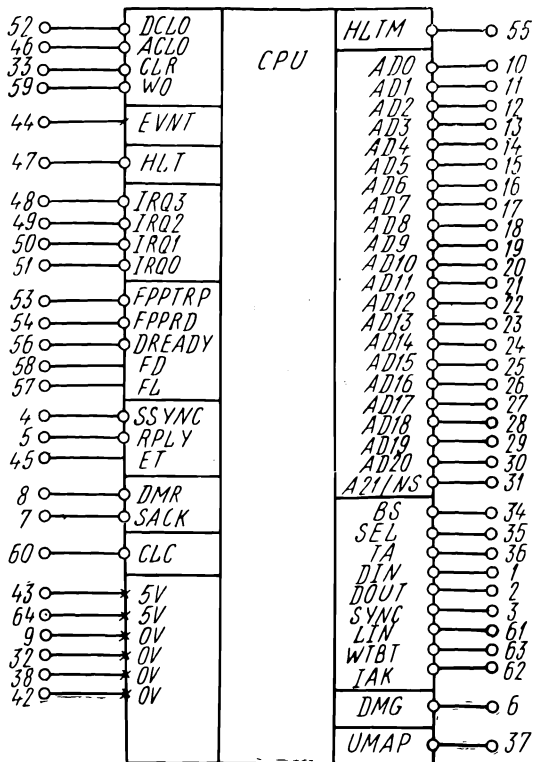 CPU
52 DCLO
46 ACLO
33 CLR
59 WO
44 EVNT
47 HLT
48 IRQ3
49 IRQ2
50 IRQ1
51 IRQ0
53 FPPTRP
54 FPPRD
56 DREADY
58 FD
57 FL
4 SSYNC
5 RPLY
45 ET
8 DMR
7 SACK
60 CLC
43 5V
64 5V
9 0V
32 0V
38 0V
42 0V
HLTM 55
AD0 10
AD1 11
AD2 12
AD3 13
AD4 14
AD5 15
AD6 16
AD7 17
AD8 18
AD9 19
AD10 20
AD11 21
AD12 22
AD13 23
AD14 24
AD15 25
AD16 26
AD17 27
AD18 28
AD19 29
AD20 30
A21/NS 31
BS 34
SEL 35
TA 36
DIN 1
DOUT 2
SYNC 3
LIN 61
WTBT 63
IAK 62
DMG 6
UMAP 37